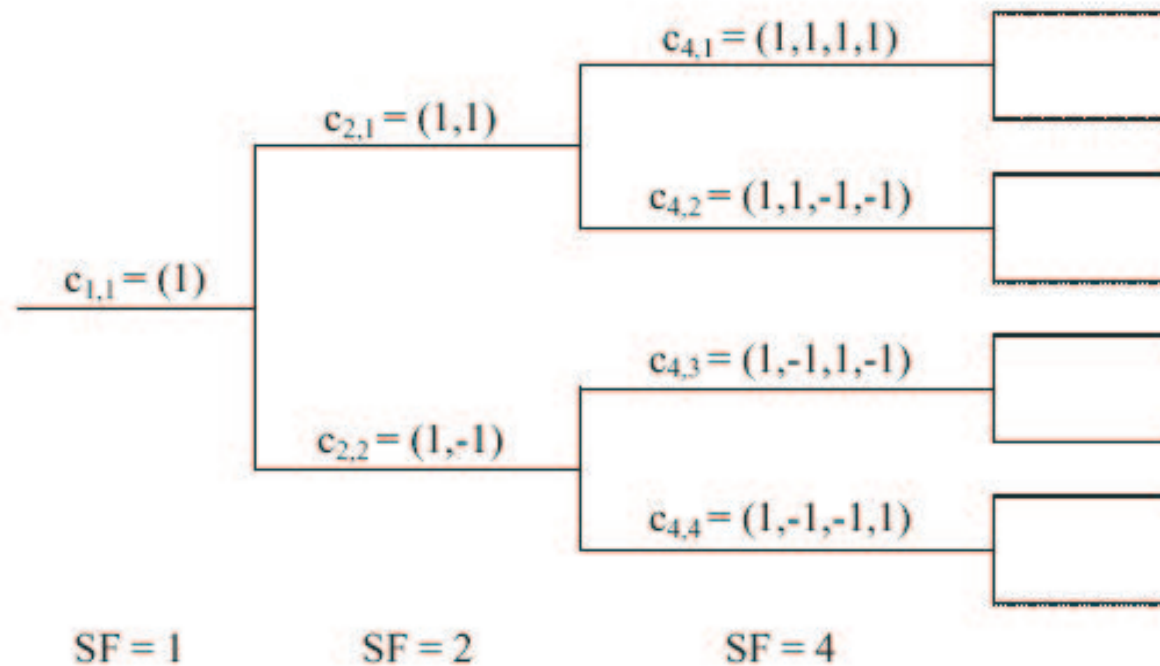 c4,1 = (1,1,1,1)
c2,1 = (1,1)
c4,2 = (1,1,-1,-1)
c1,1 = (1)
c4,3 = (1,-1,1,-1)
c2,2 = (1,-1)
c4,4 = (1,-1,-1,1)
SF = 1 SF = 2 SF = 4